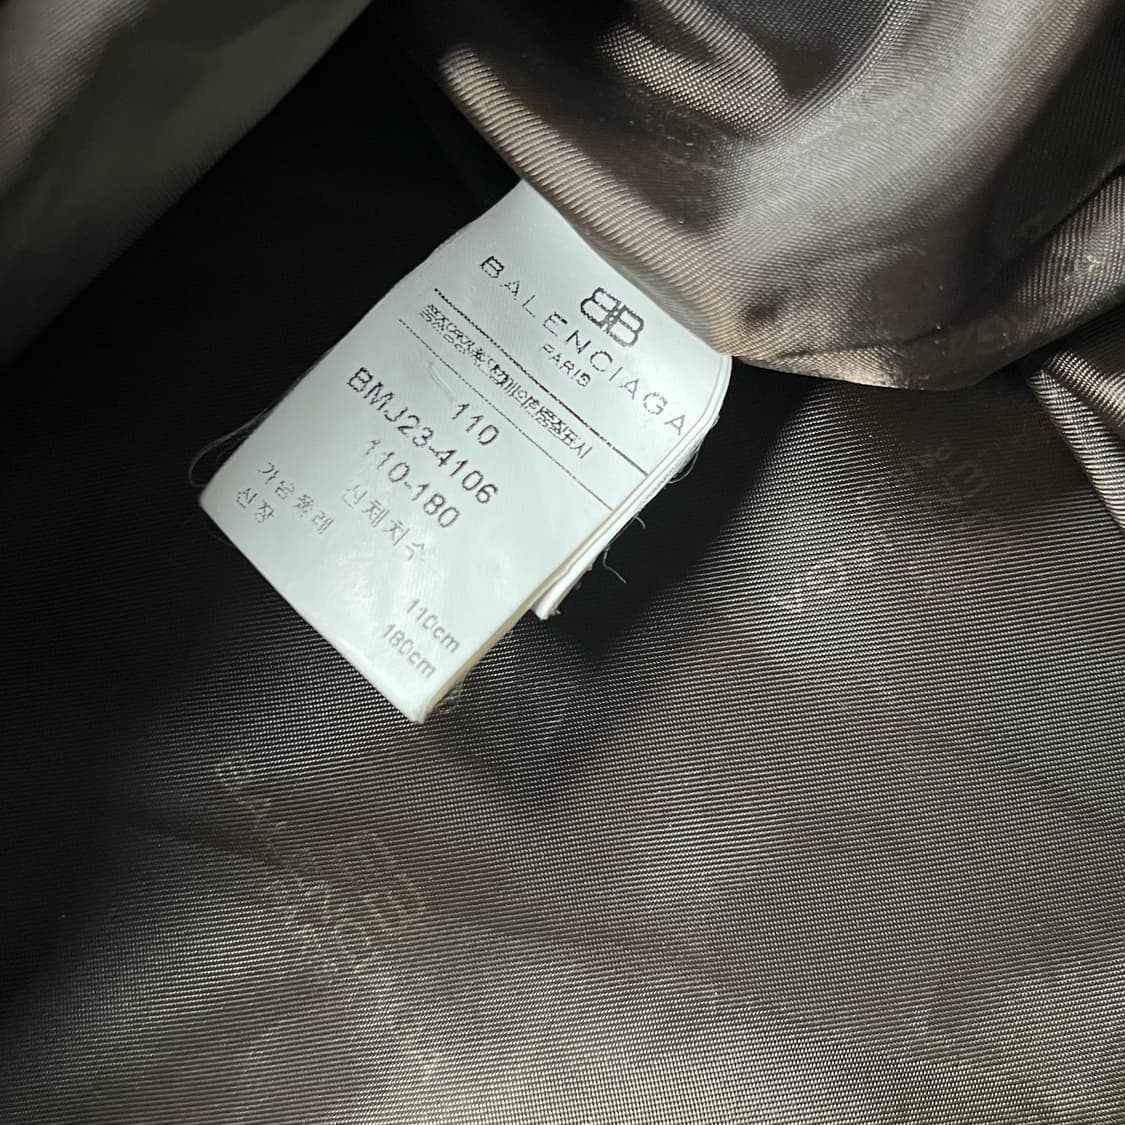 BB
BALENCIAGA
PARIS
110
BMJ23-4106
110-180
신체치수
가슴둘레 110cm
신장 180cm